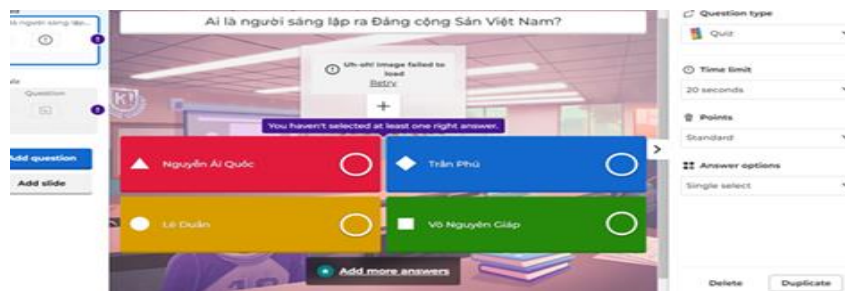 Ai là người sáng lập ra Đảng cộng Sản Việt Nam?
Uh-oh! Image failed to load
Retry
You haven't selected at least one right answer.
Nguyễn Ái Quốc
Trần Phú
Lê Duẩn
Võ Nguyên Giáp
Add more answers
Question
Add question
Add slide
Question type
Quiz
Time limit
20 seconds
Points
Standard
Answer options
Single select
Delete
Duplicate